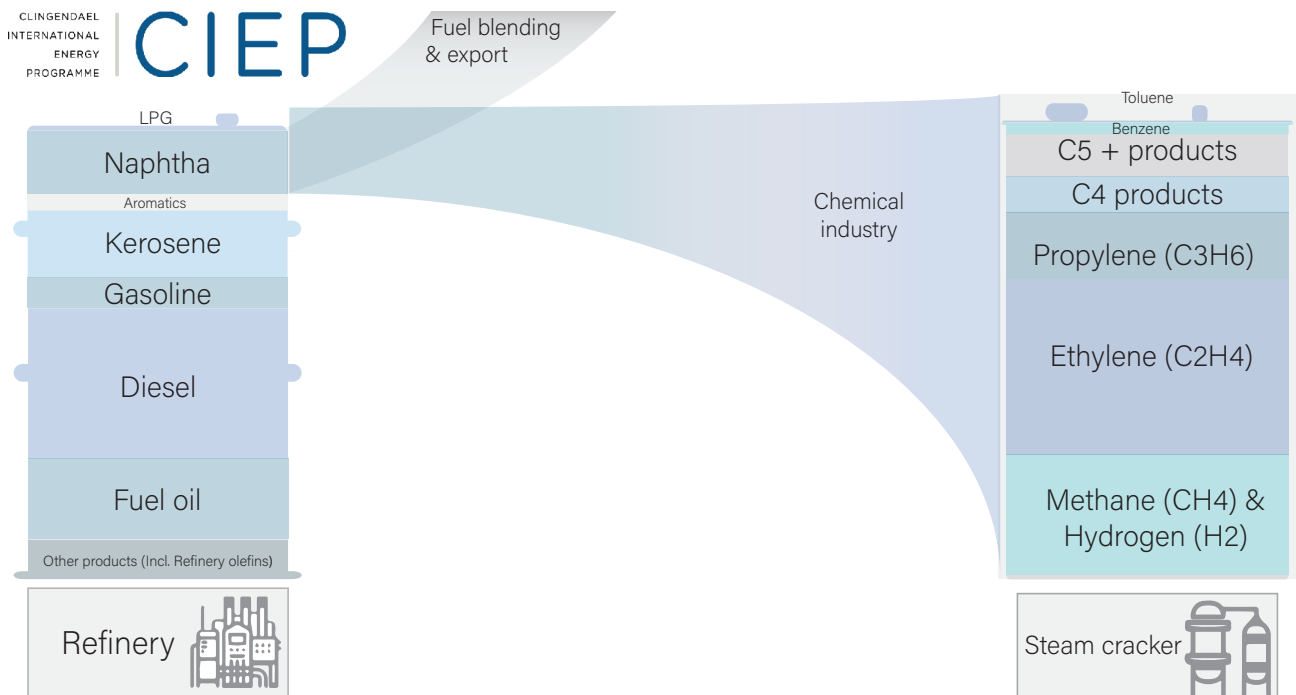 CLINGENDAEL
INTERNATIONAL
ENERGY
PROGRAMME
CIEP
Fuel blending
& export
LPG
Naphtha
Aromatics
Kerosene
Gasoline
Diesel
Fuel oil
Other products (Incl. Refinery olefins)
Refinery
Chemical
industry
Toluene
Benzene
C5 + products
C4 products
Propylene (C3H6)
Ethylene (C2H4)
Methane (CH4) &
Hydrogen (H2)
Steam cracker